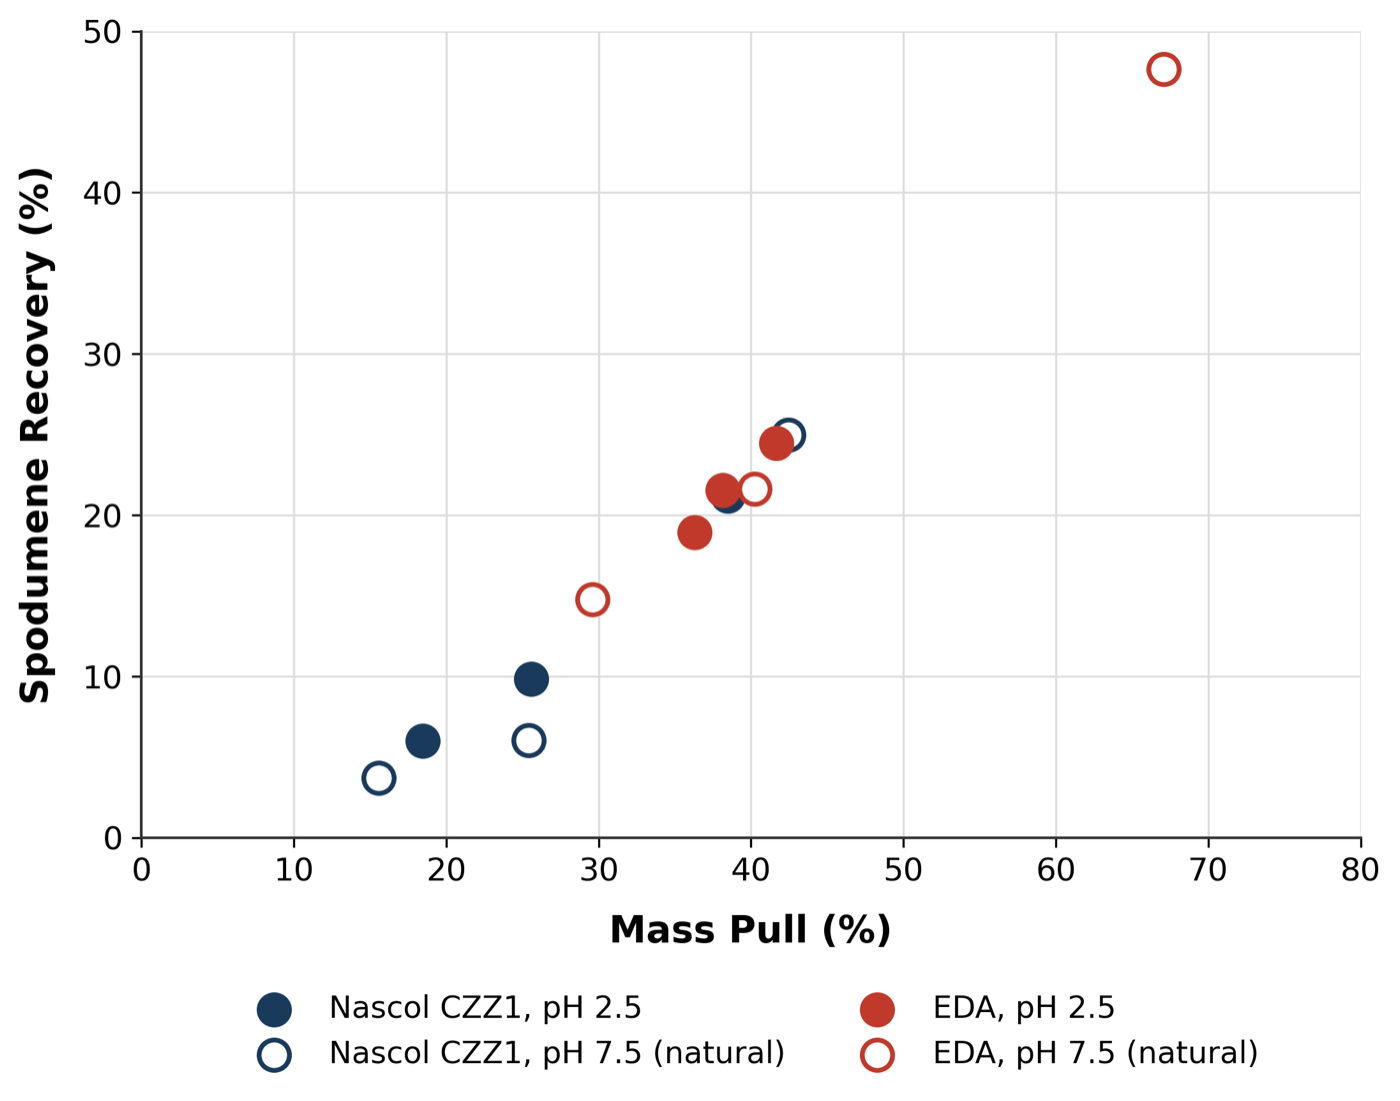 50
40
30
20
10
0
Spodumene Recovery (%)
0 10 20 30 40 50 60 70 80
Mass Pull (%)
Nascol CZZ1, pH 2.5
Nascol CZZ1, pH 7.5 (natural)
EDA, pH 2.5
EDA, pH 7.5 (natural)